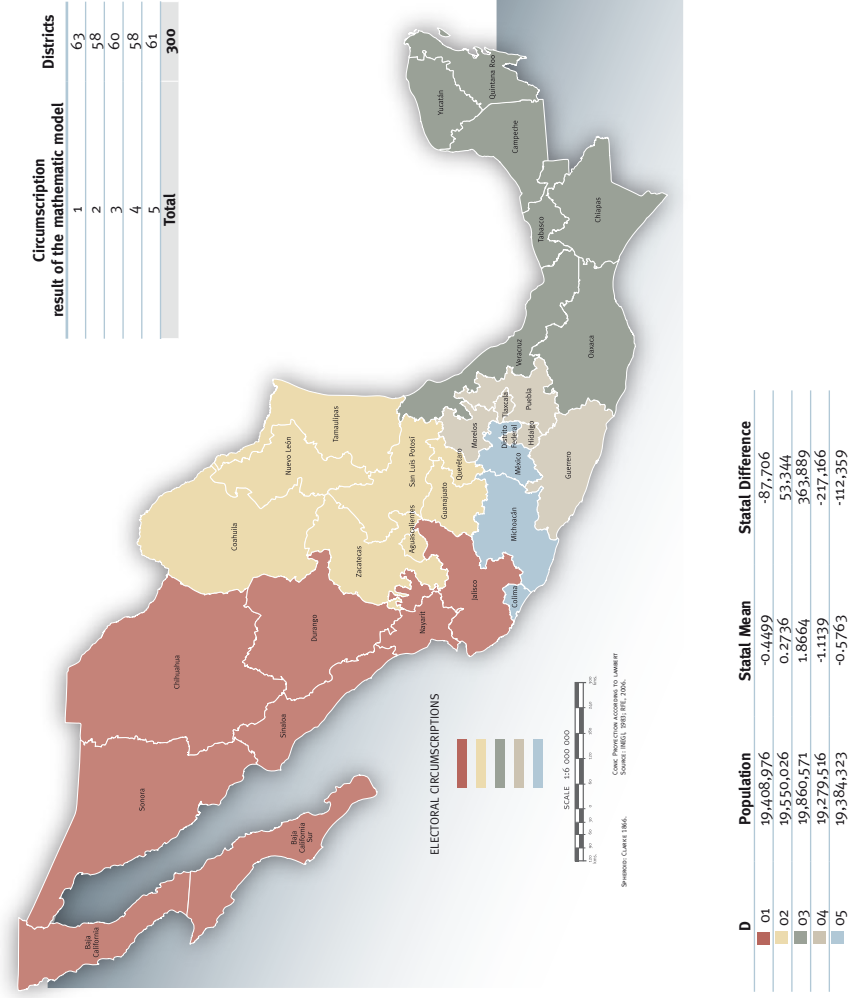 Circumscription
result of the mathematic model Districts
1 63
2 58
3 60
4 58
5 61
Total 300
Baja
California
Sonora
Chihuahua
Baja
California
Sur
Sinaloa
Durango
Coahuila
Nuevo León
Tamaulipas
Zacatecas
Nayarit
Aguascalientes
San Luis Potosí
Jalisco
Guanajuato
Querétaro
Colima
Michoacán
México
Morelos
Distrito
Federal
Hidalgo
Tlaxcala
Puebla
Guerrero
Veracruz
Oaxaca
Tabasco
Chiapas
Campeche
Yucatán
Quintana Roo
ELECTORAL CIRCUMSCRIPTIONS
SCALE 1:6 000 000
CONIC PROYECTION ACCORDING TO LAMBERT
SOURCE: INEGI, 1983; RFE, 2006.
SPHEROID: CLARKE 1866.
D Population Statal Mean Statal Difference
01 19,408,976 -0.4499 -87,706
02 19,550,026 0.2736 53,344
03 19,860,571 1.8664 363,889
04 19,279,516 -1.1139 -217,166
05 19,384,323 -0.5763 -112,359